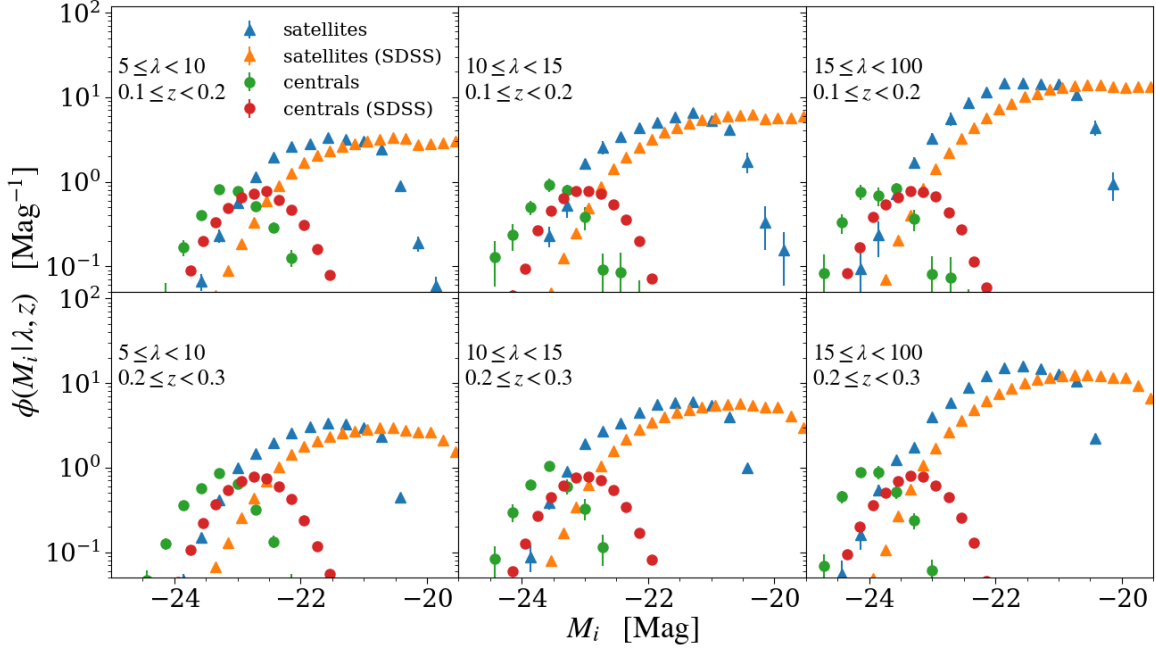 satellites
satellites (SDSS)
centrals
centrals (SDSS)
5 ≤ λ < 10
0.1 ≤ z < 0.2
10 ≤ λ < 15
0.1 ≤ z < 0.2
15 ≤ λ < 100
0.1 ≤ z < 0.2
10²
10¹
10⁰
10⁻¹
5 ≤ λ < 10
0.2 ≤ z < 0.3
10 ≤ λ < 15
0.2 ≤ z < 0.3
15 ≤ λ < 100
0.2 ≤ z < 0.3
10²
10¹
10⁰
10⁻¹
ϕ(Mᵢ|λ, z) [Mag⁻¹]
−24 −22 −20 −24 −22 −20 −24 −22 −20
Mᵢ [Mag]